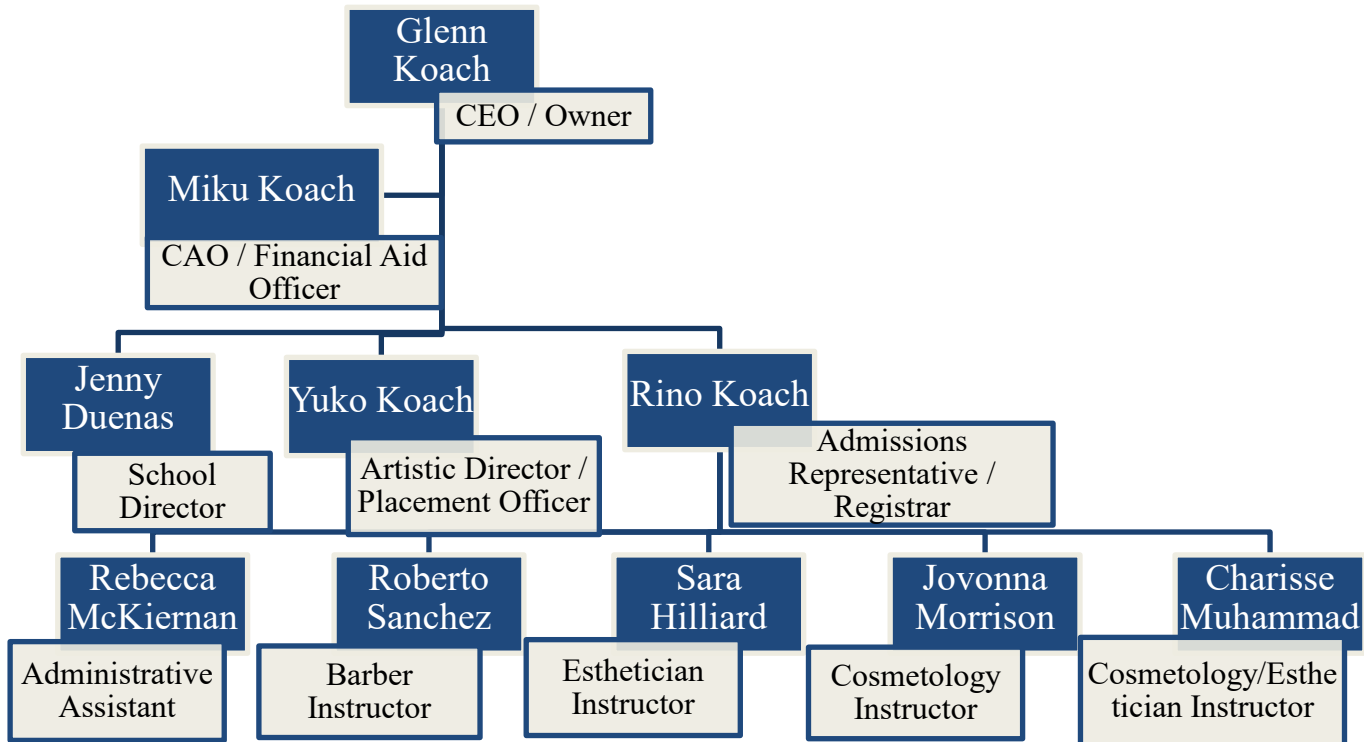 Glenn
Koach
CEO / Owner
Miku Koach
CAO / Financial Aid
Officer
Jenny
Duenas
School
Director
Yuko Koach
Artistic Director /
Placement Officer
Rino Koach
Admissions
Representative /
Registrar
Rebecca
McKiernan
Administrative
Assistant
Roberto
Sanchez
Barber
Instructor
Sara
Hilliard
Esthetician
Instructor
Jovonna
Morrison
Cosmetology
Instructor
Charisse
Muhammad
Cosmetology/Esthe
tician Instructor